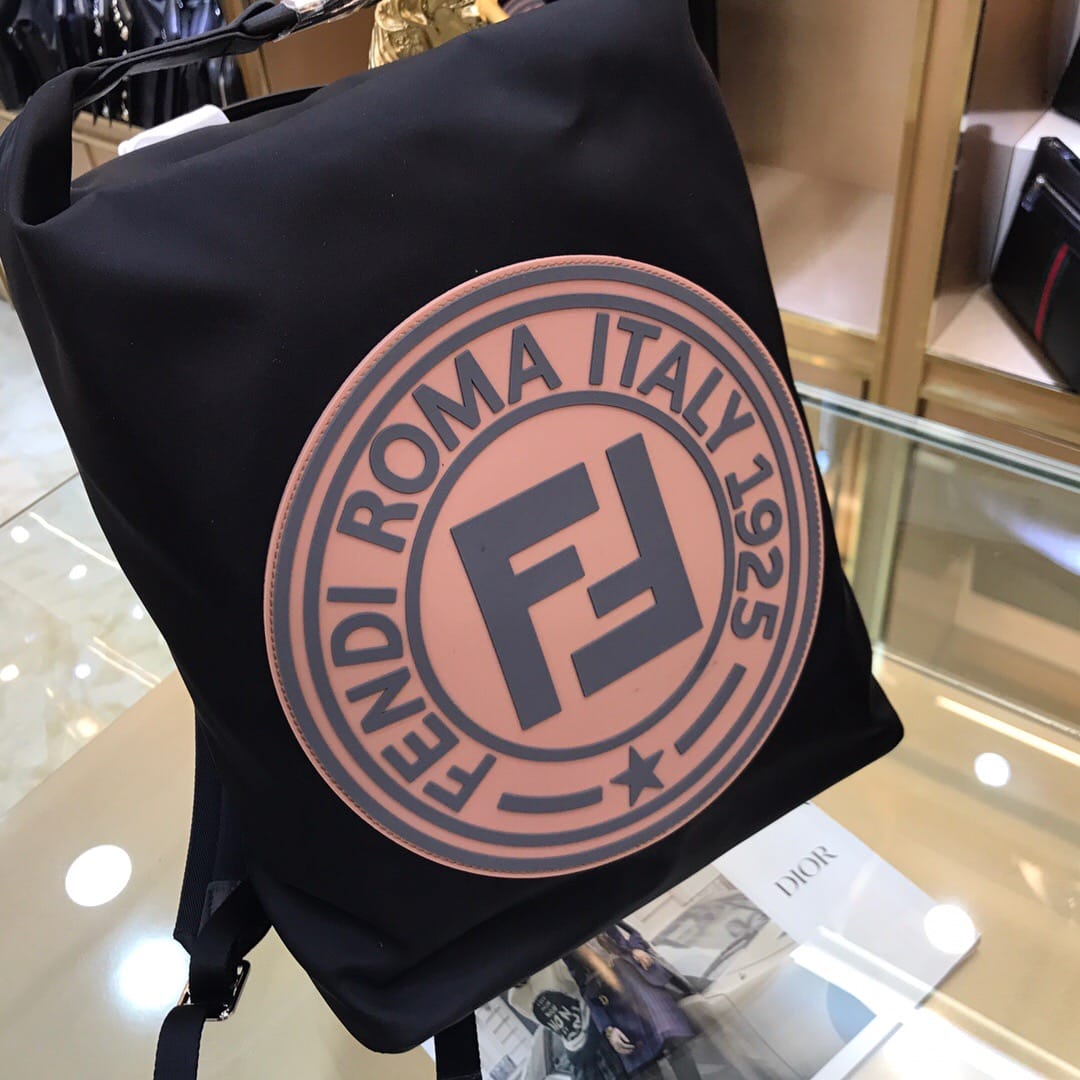 FENDI ROMA ITALY 1925
FF
DIOR